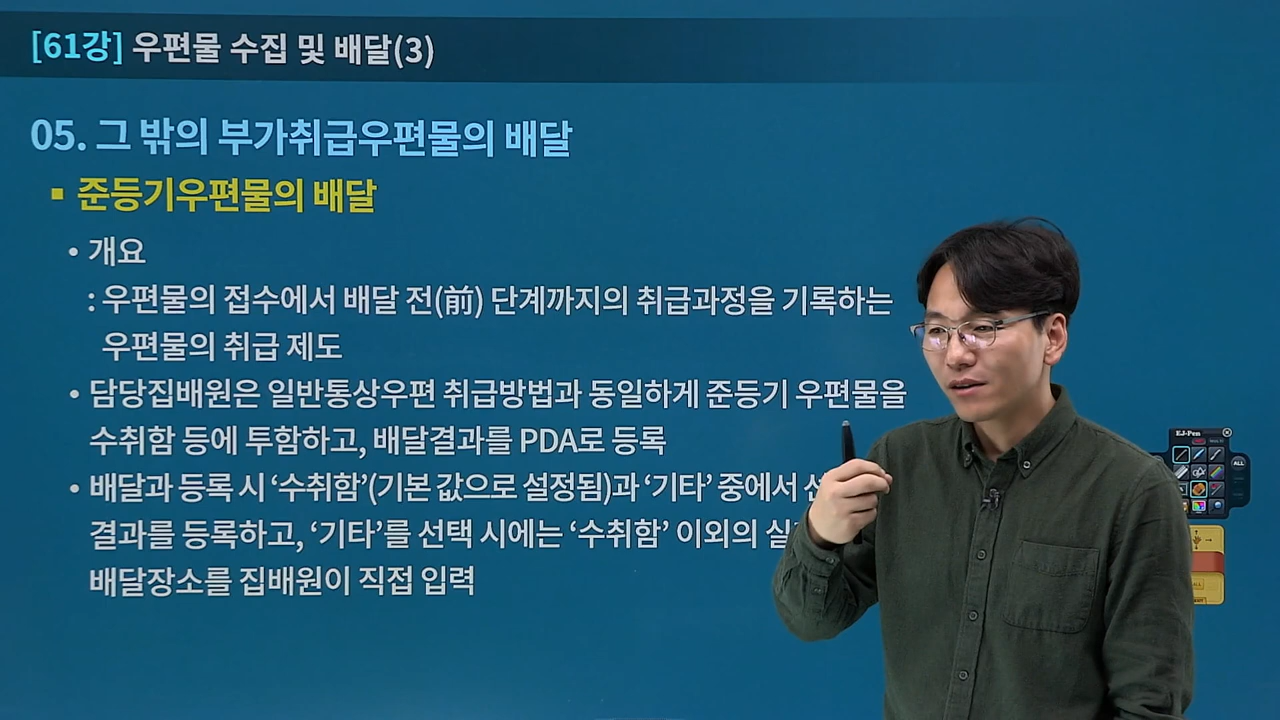 [61강] 우편물 수집 및 배달(3)
05. 그 밖의 부가취급우편물의 배달
▪ 준등기우편물의 배달
• 개요
: 우편물의 접수에서 배달 전(前) 단계까지의 취급과정을 기록하는
우편물의 취급 제도
• 담당집배원은 일반통상우편 취급방법과 동일하게 준등기 우편물을
수취함 등에 투함하고, 배달결과를 PDA로 등록
• 배달과 등록 시 ‘수취함’(기본 값으로 설정됨)과 ‘기타’ 중에서
결과를 등록하고, ‘기타’를 선택 시에는 ‘수취함’ 이외의
배달장소를 집배원이 직접 입력
EJ-Pen
ALL